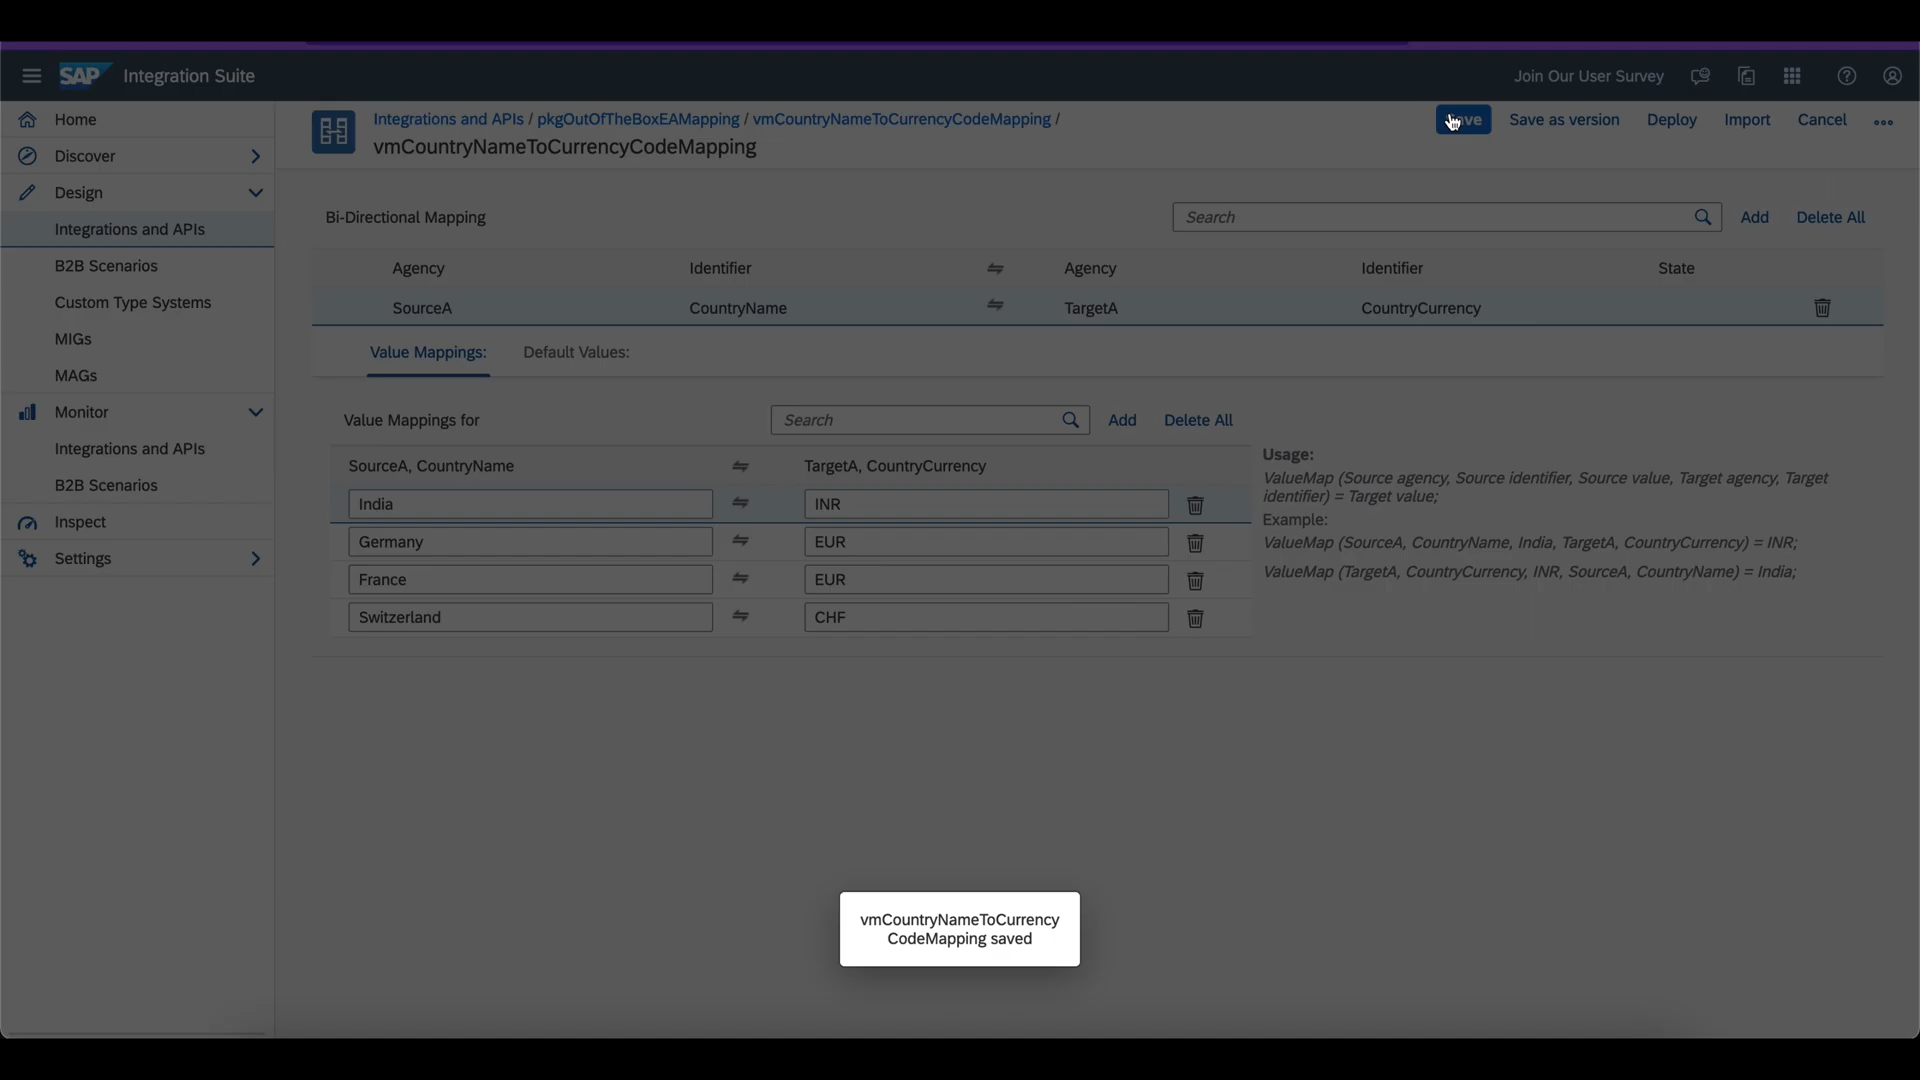 SAP Integration Suite
Join Our User Survey
Home
Discover
Design
Integrations and APIs
B2B Scenarios
Custom Type Systems
MIGs
MAGs
Monitor
Integrations and APIs
B2B Scenarios
Inspect
Settings
Integrations and APIs / pkgOutOfTheBoxEAMapping / vmCountryNameToCurrencyCodeMapping /
vmCountryNameToCurrencyCodeMapping
Save as version Deploy Import Cancel
Bi-Directional Mapping Search Add Delete All
Agency Identifier Agency Identifier State
SourceA CountryName TargetA CountryCurrency
Value Mappings: Default Values:
Value Mappings for Search Add Delete All
SourceA, CountryName TargetA, CountryCurrency
India INR
Germany EUR
France EUR
Switzerland CHF
Usage:
ValueMap (Source agency, Source identifier, Source value, Target agency, Target
identifier) = Target value;
Example:
ValueMap (SourceA, CountryName, India, TargetA, CountryCurrency) = INR;
ValueMap (TargetA, CountryCurrency, INR, SourceA, CountryName) = India;
vmCountryNameToCurrency
CodeMapping saved